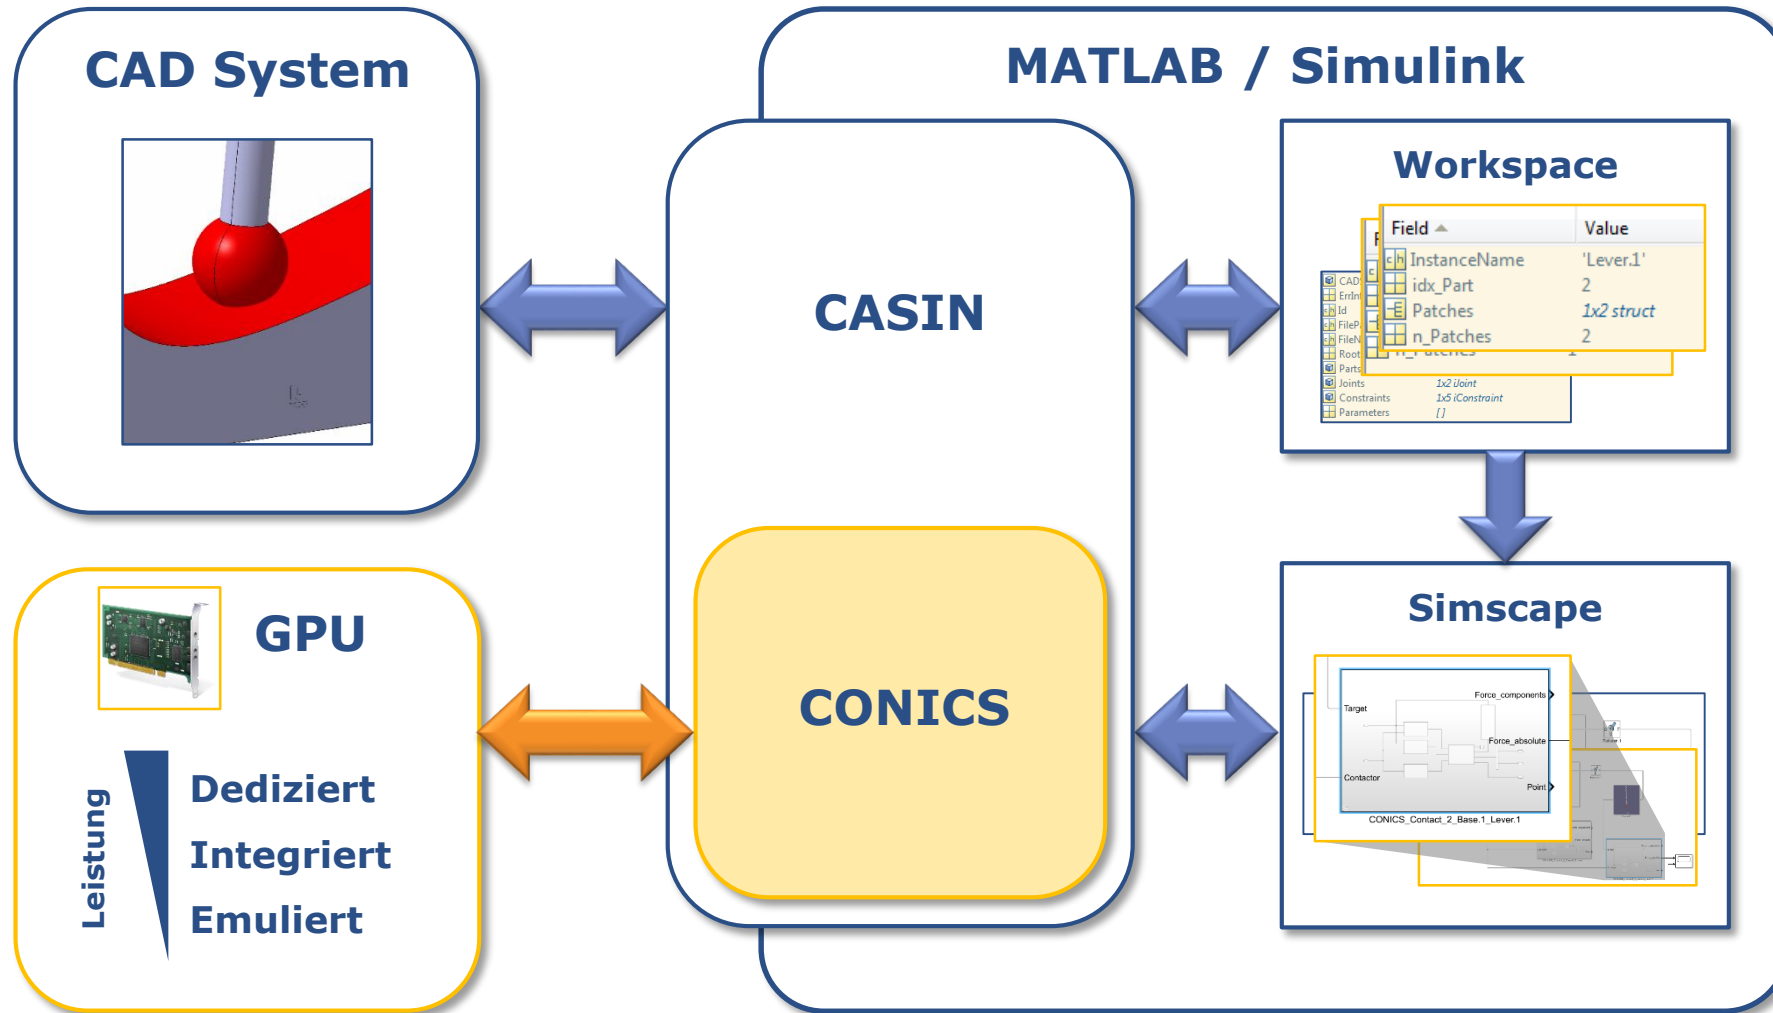 CAD System
MATLAB / Simulink
CASIN
Workspace
Field Value
InstanceName 'Lever.1'
idx_Part 2
Patches 1x2 struct
n_Patches 2
Id
Root
Parts
Joints 1x2 iJoint
Constraints 1x5 iConstraint
Parameters [ ]
GPU
Leistung
Dediziert
Integriert
Emuliert
CONICS
Simscape
Force_components
Target
Force_absolute
Contactor
Point
CONICS_Contact_2_Base.1_Lever.1